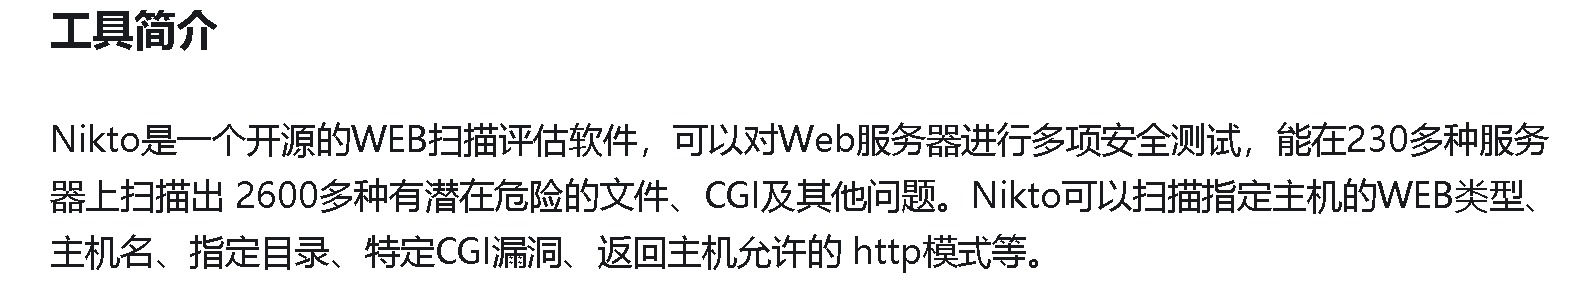 工具简介
Nikto是一个开源的WEB扫描评估软件，可以对Web服务器进行多项安全测试，能在230多种服务
器上扫描出 2600多种有潜在危险的文件、CGI及其他问题。Nikto可以扫描指定主机的WEB类型、
主机名、指定目录、特定CGI漏洞、返回主机允许的 http模式等。